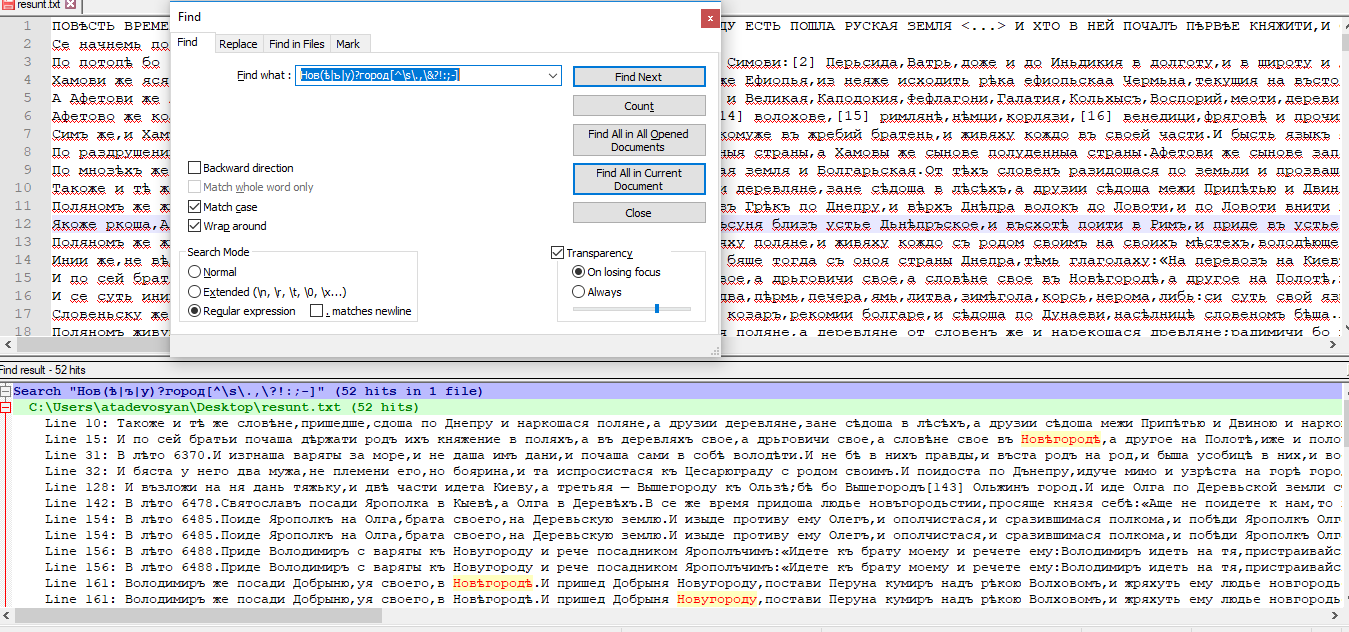 resunt.txt
Find
Find Replace Find in Files Mark
Find what : Нов(ѣ|ъ|у)?город[^\s\.,\&?!:;-]
Find Next
Count
Find All in All Opened
Documents
Find All in Current
Document
Close
Backward direction
Match whole word only
Match case
Wrap around
Search Mode
Normal
Extended (\n, \r, \t, \0, \x...)
Regular expression . matches newline
Transparency
On losing focus
Always
1 ПОВѢСТЬ ВРЕМЕ ДУ ЕСТЬ ПОШЛА РУСКАЯ ЗЕМЛЯ <...> И ХТО В НЕЙ ПОЧАЛЪ ПѢРВѢЕ КНЯЖИТИ,И
2 Се начнемь по
3 По потопѣ бо Симови:[2] Перьсида,Ватрь,доже и до Иньдикия в долготу,и в широту и
4 Хамови же яся же Ефиопья,из неяже исходить рѣка ефиопьскаа Чермьна,текущия на въсто
5 А Афетови же и Великая,Каподокия,Фефлагони,Галатия,Кольхысъ,Воспорий,меоти,дереви
6 Афетово же ко 14] волохове,[15] римлянѣ,нѣмци,корлязи,[16] венедици,фряговѣ и прочи
7 Симъ же,и Хам комуже въ жребий братень,и живяху кождо въ своей части.И бысть языкъ
8 По раздрушени ныя страны,а Хамовы же сынове полуденныа страны.Афетови же сынове зап
9 По мнозѣхъ же ая земля и Болгарьская.От тѣхъ словенъ разидошася по земьли и прозваш
10 Такоже и тѣ ж и деревляне,зане сѣдоша в лѣсѣхъ,а друзии сѣдоша межи Припѣтью и Двин
11 Поляномъ же ж въ Грѣкъ по Днепру,и вѣрхъ Днѣпра волокъ до Ловоти,и по Ловоти внити
12 Якоже ркоша,А ъсуня близъ устье Дьнѣпръское,и въсхотѣ поити в Римъ,и приде въ устье
13 Поляномъ же ж яху поляне,и живяху кождо съ родом своимъ на своихъ мѣстехъ,володѣюще
14 Инии же,не вѣ бяше тогда съ оноя страны Днепра,тѣмь глаголаху:«На перевозъ на Киев
15 И по сей брат вое,а дрьговичи свое,а словѣне свое въ Новѣгородѣ,а другое на Полотѣ,
16 И се суть ини два,пѣрмь,печера,ямь,литва,зимѣгола,корсь,нерома,либь:си суть свой яз
17 Словеньску же козаръ,рекомии болгаре,и сѣдоша по Дунаеви,насѣлницѣ словеномъ бѣша.
18 Поляномъ живу я поляне,а деревляне от словенъ же и нарекошася древляне;радимичи бо
Find result - 52 hits
Search "Нов(ѣ|ъ|у)?город[^\s\.,\?!:;-]" (52 hits in 1 file)
C:\Users\atadevosyan\Desktop\resunt.txt (52 hits)
Line 10: Такоже и тѣ же словѣне,пришедше,сдоша по Днепру и наркошася поляне,а друзии деревляне,зане сѣдоша в лѣсѣхъ,а друзии сѣдоша межи Припѣтью и Двиною и нарко
Line 15: И по сей братьи почаша дѣржати родъ ихъ княжение в поляхъ,а въ деревляхъ свое,а дрьговичи свое,а словѣне свое въ Новѣгородѣ,а другое на Полотѣ,иже и поло
Line 31: В лѣто 6370.И изгнаша варягы за море,и не даша имъ дани,и почаша сами в собѣ володѣти.И не бѣ в нихъ правды,и въста родъ на род,и быша усобицѣ в них,и во
Line 32: И бяста у него два мужа,не племени его,но боярина,и та испросистася къ Цесарюграду с родом своимъ.И поидоста по Дънепру,идуче мимо и узрѣста на горѣ горо
Line 128: И възложи на ня дань тяжьку,и двѣ части идета Киеву,а третьяя — Вышегороду къ Ользѣ;бѣ бо Вышегородъ[143] Ольжинъ город.И иде Олга по Деревьской земли с
Line 142: В лѣто 6478.Святославъ посади Ярополка в Кыевѣ,а Олга в Деревѣхъ.В се же время придоша людье новъгородьстии,просяще князя себѣ:«Аще не поидете к нам,то
Line 154: В лѣто 6485.Поиде Ярополкъ на Олга,брата своего,на Деревьскую землю.И изыде противу ему Олегъ,и ополчистася,и сразившимася полкома,и побѣди Ярополкъ Олг
Line 154: В лѣто 6485.Поиде Ярополкъ на Олга,брата своего,на Деревьскую землю.И изыде противу ему Олегъ,и ополчистася,и сразившимася полкома,и побѣди Ярополкъ Олг
Line 156: В лѣто 6488.Приде Володимиръ с варягы къ Новугороду и рече посадником Ярополъчимъ:«Идете къ брату моему и речете ему:Володимиръ идеть на тя,пристраивайс
Line 156: В лѣто 6488.Приде Володимиръ с варягы къ Новугороду и рече посадником Ярополъчимъ:«Идете къ брату моему и речете ему:Володимиръ идеть на тя,пристраивайс
Line 161: Володимиръ же посади Добрыню,уя своего,в Новѣгородѣ.И пришед Добрыня Новугороду,постави Перуна кумиръ надъ рѣкою Волховомъ,и жряхуть ему людье новгородь
Line 161: Володимиръ же посади Добрыню,уя своего,в Новѣгородѣ.И пришед Добрыня Новугороду,постави Перуна кумиръ надъ рѣкою Волховомъ,и жряхуть ему людье новгородь